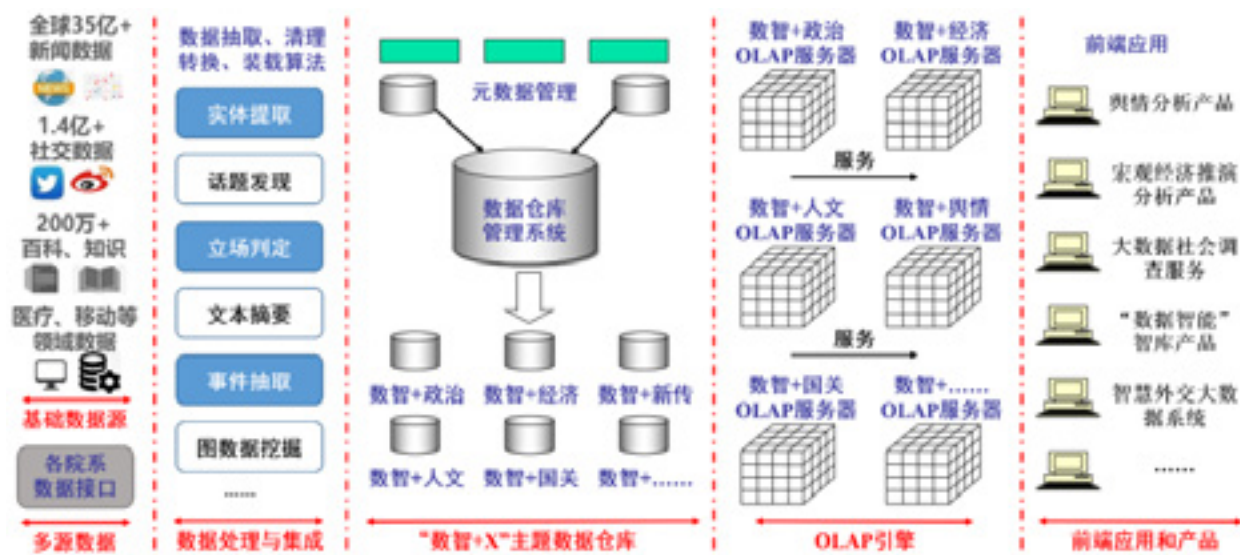 全球35亿+
新闻数据
NEWS
1.4亿+
社交数据
200万+
百科、知识
医疗、移动等
领域数据
基础数据源
各院系
数据接口
多源数据
数据抽取、清理
转换、装载算法
实体提取
话题发现
立场判定
文本摘要
事件抽取
图数据挖掘
......
数据处理与集成
元数据管理
数据仓库
管理系统
数智+政治
数智+经济
数智+新传
数智+人文
数智+国关
数智+……
“数智+X”主题数据仓库
数智+政治
OLAP服务器
数智+经济
OLAP服务器
服务
数智+人文
OLAP服务器
数智+舆情
OLAP服务器
服务
数智+国关
OLAP服务器
数智+……
OLAP服务器
OLAP引擎
前端应用
舆情分析产品
宏观经济推演
分析产品
大数据社会调
查服务
“数据智能”
智库产品
智慧外交大数
据系统
……
前端应用和产品